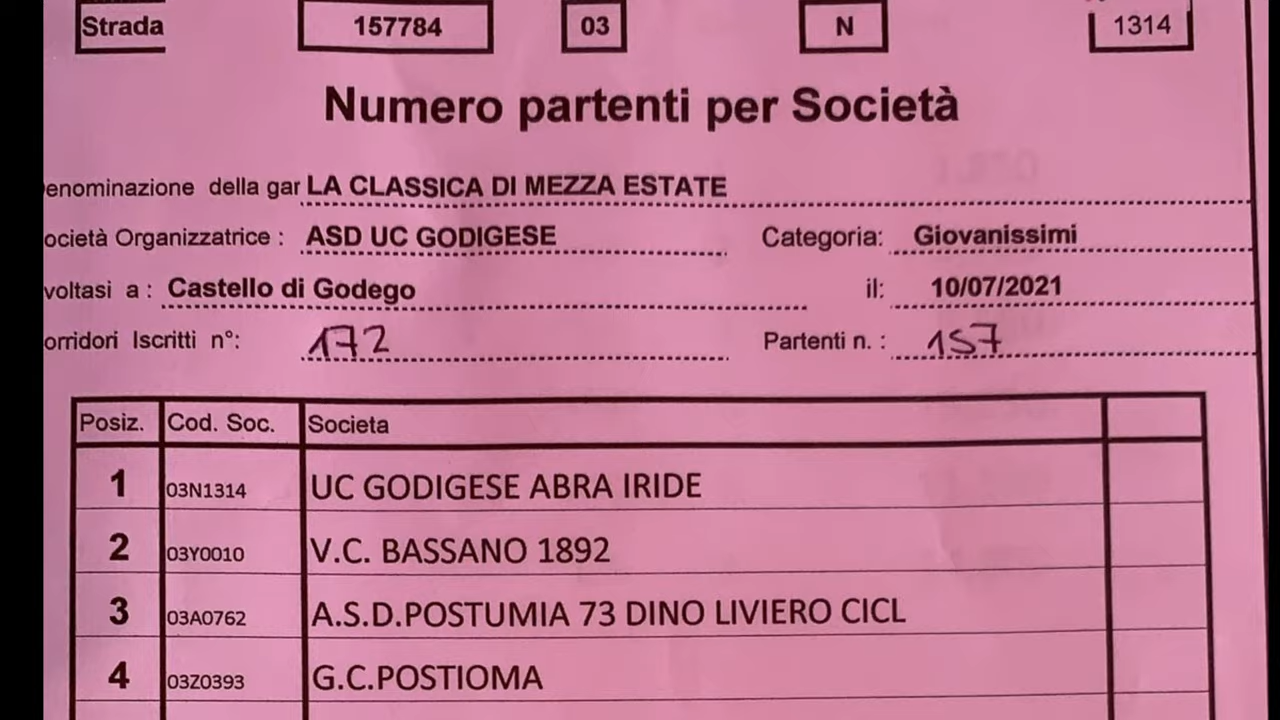 Strada 157784 03 N 1314
Numero partenti per Società
enominazione della gar LA CLASSICA DI MEZZA ESTATE
ocietà Organizzatrice : ASD UC GODIGESE Categoria: Giovanissimi
voltasi a : Castello di Godego il: 10/07/2021
orridori Iscritti n°: 172 Partenti n. : 157
Posiz. Cod. Soc. Societa
1 03N1314 UC GODIGESE ABRA IRIDE
2 03Y0010 V.C. BASSANO 1892
3 03A0762 A.S.D.POSTUMIA 73 DINO LIVIERO CICL
4 03Z0393 G.C.POSTIOMA